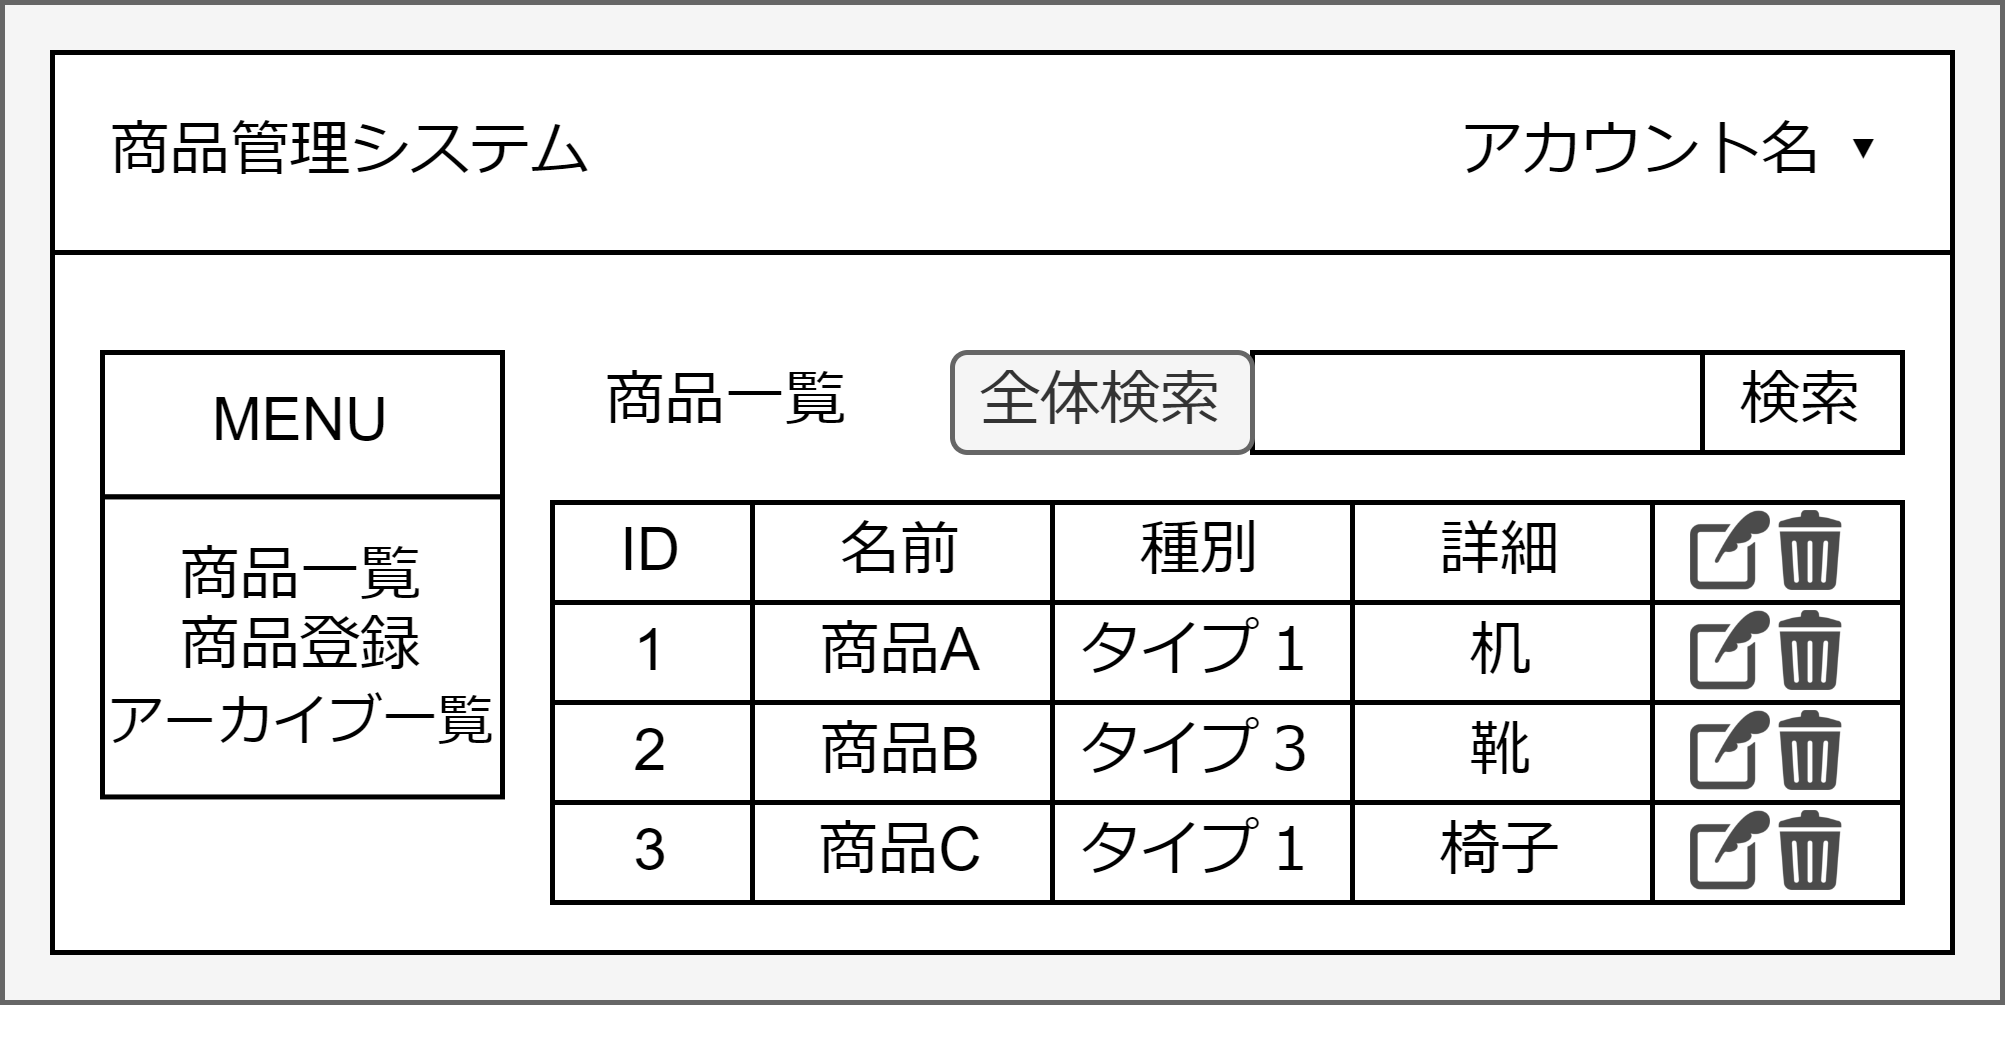 商品管理システム
アカウント名 ▼
MENU
商品一覧
商品登録
アーカイブ一覧
商品一覧
全体検索
検索
ID 名前 種別 詳細
1 商品A タイプ１ 机
2 商品B タイプ３ 靴
3 商品C タイプ１ 椅子